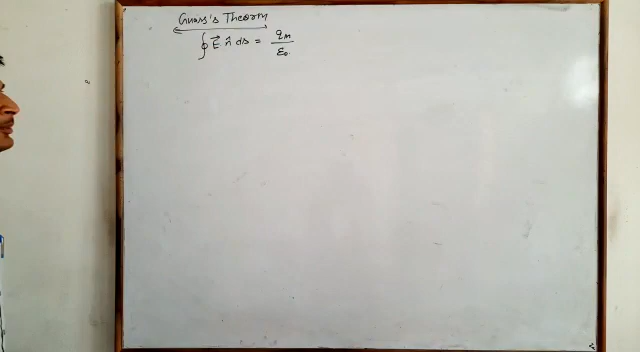 Gauss's Theorem
∮ E⃗.n̂ ds = q_in / ε₀